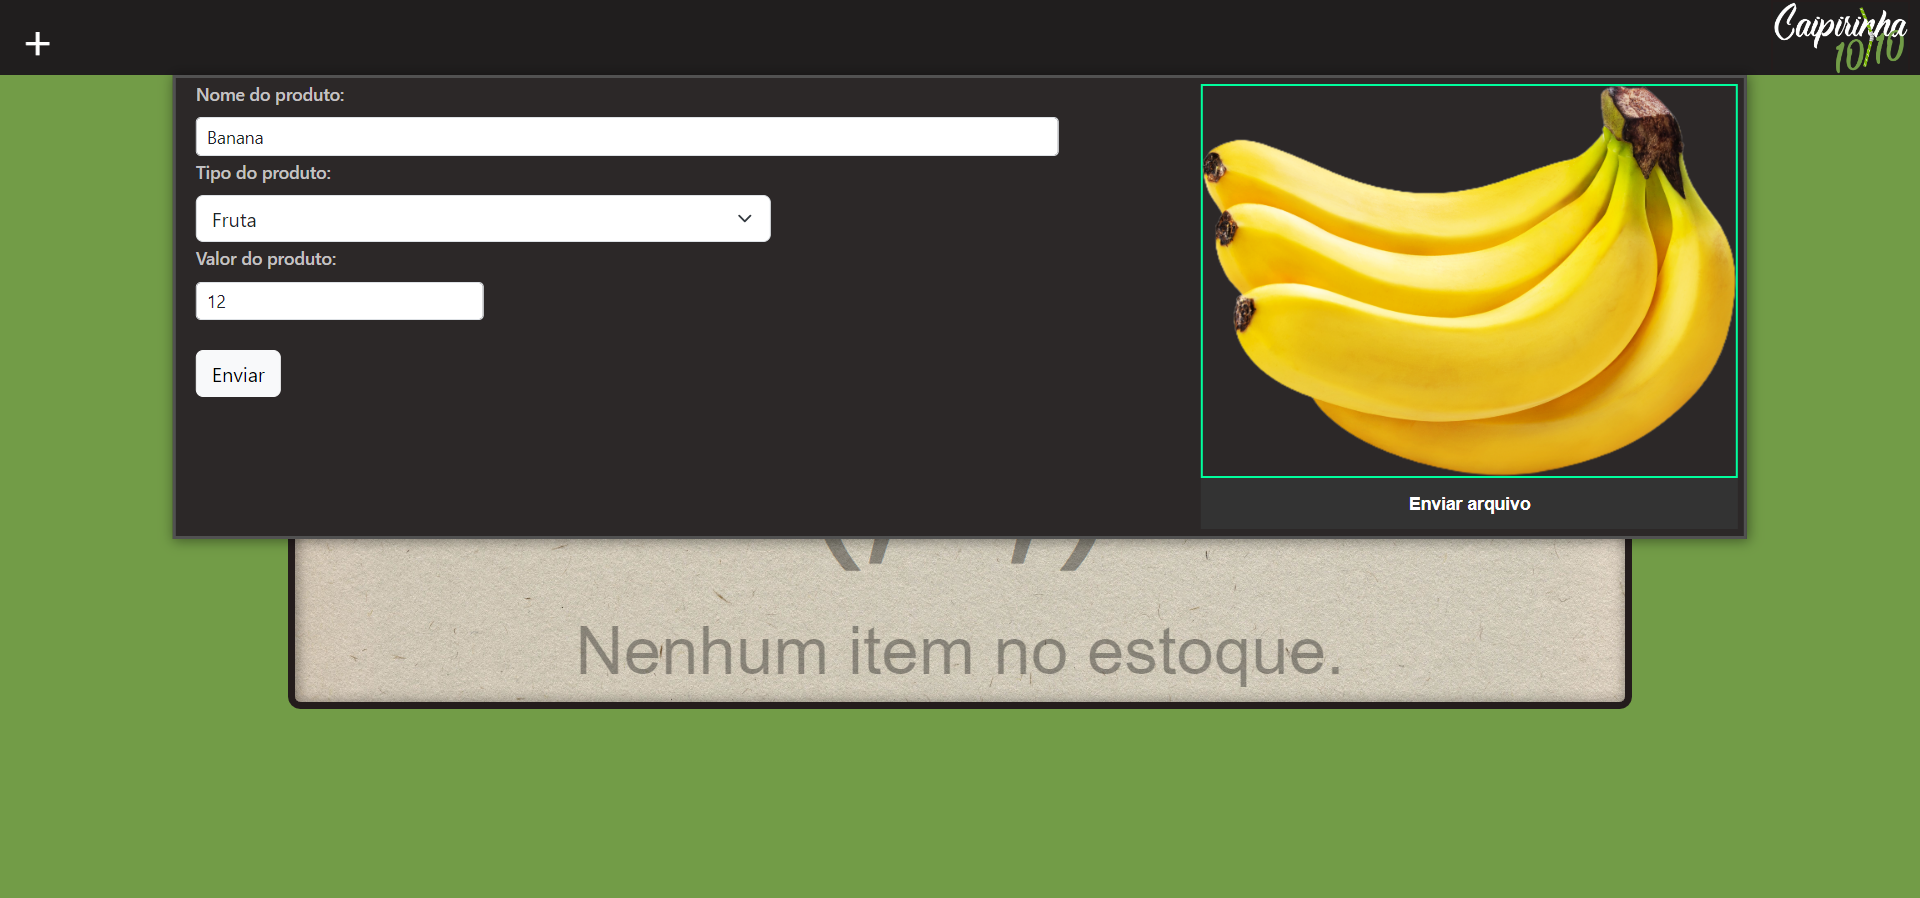 Caipirinha
10/10
Nome do produto:
Banana
Tipo do produto:
Fruta
Valor do produto:
12
Enviar
Enviar arquivo
Nenhum item no estoque.